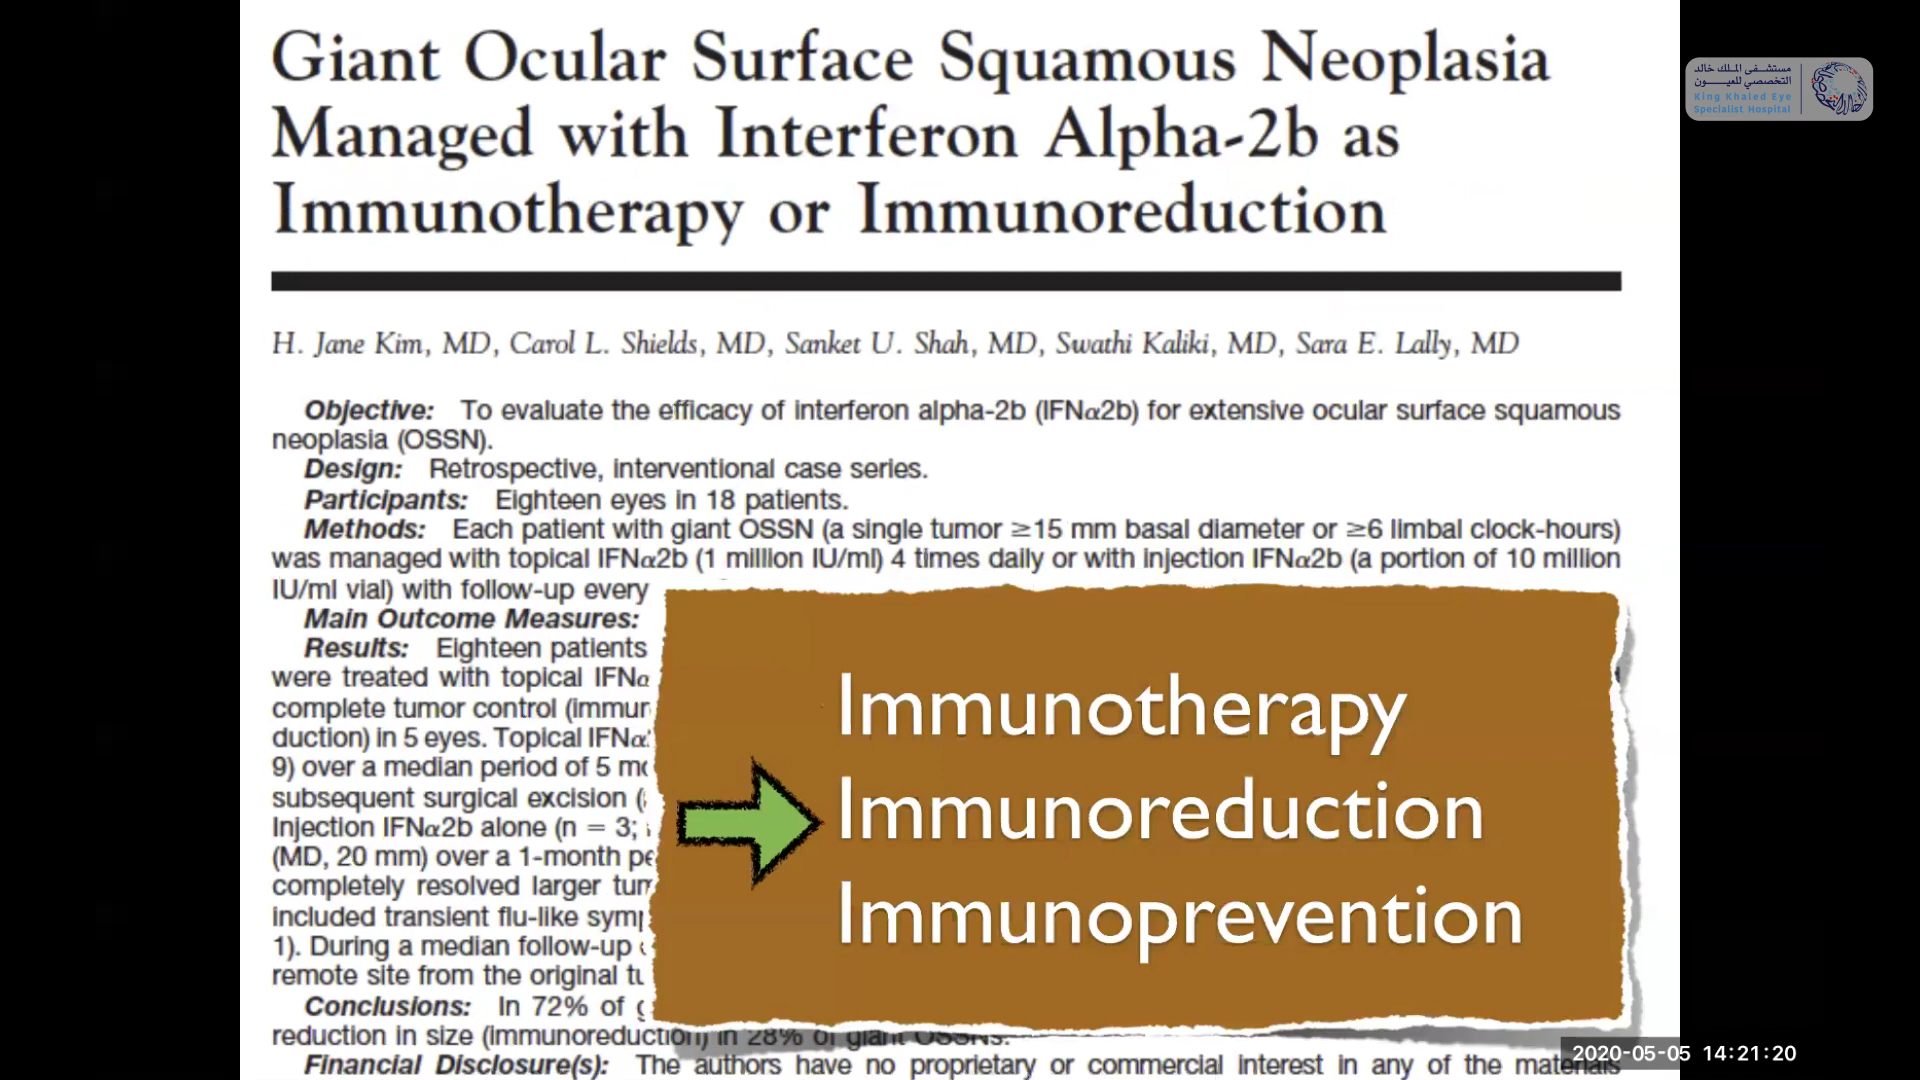 Giant Ocular Surface Squamous Neoplasia
Managed with Interferon Alpha-2b as
Immunotherapy or Immunoreduction
مستشفى الملك خالد
التخصصي للعيون
King Khaled Eye
Specialist Hospital
H. Jane Kim, MD, Carol L. Shields, MD, Sanket U. Shah, MD, Swathi Kaliki, MD, Sara E. Lally, MD
Objective: To evaluate the efficacy of interferon alpha-2b (IFNα2b) for extensive ocular surface squamous
neoplasia (OSSN).
Design: Retrospective, interventional case series.
Participants: Eighteen eyes in 18 patients.
Methods: Each patient with giant OSSN (a single tumor ≥15 mm basal diameter or ≥6 limbal clock-hours)
was managed with topical IFNα2b (1 million IU/ml) 4 times daily or with injection IFNα2b (a portion of 10 million
IU/ml vial) with follow-up every
Main Outcome Measures:
Results: Eighteen patients
were treated with topical IFNα
complete tumor control (immun
duction) in 5 eyes. Topical IFNα
9) over a median period of 5 mo
subsequent surgical excision (
Injection IFNα2b alone (n = 3;
(MD, 20 mm) over a 1-month pe
completely resolved larger tum
included transient flu-like symp
1). During a median follow-up
remote site from the original tu
Conclusions: In 72% of g
reduction in size (immunoreduction) in 28% of giant OSSNs.
Financial Disclosure(s): The authors have no proprietary or commercial interest in any of the materials
Immunotherapy
Immunoreduction
Immunoprevention
2020-05-05 14:21:20